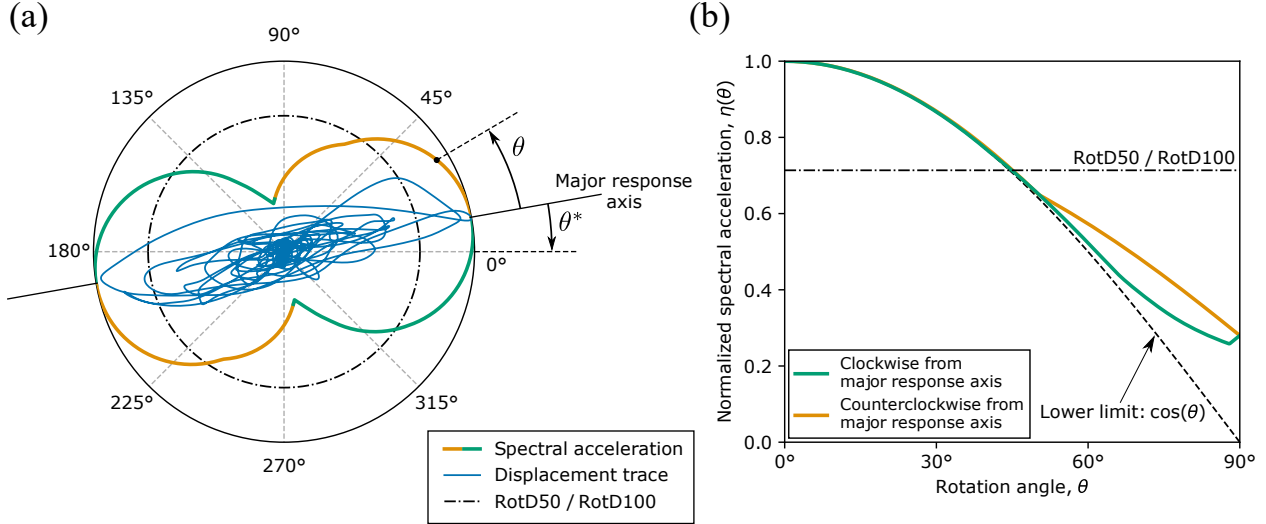 (a)
90°
135°
45°
θ
Major response
axis
θ*
180°
0°
225°
315°
270°
Spectral acceleration
Displacement trace
RotD50 / RotD100
(b)
Normalized spectral acceleration, η(θ)
1.0
0.8
0.6
0.4
0.2
0.0
RotD50 / RotD100
Clockwise from
major response axis
Counterclockwise from
major response axis
Lower limit: cos(θ)
0°
30°
60°
90°
Rotation angle, θ